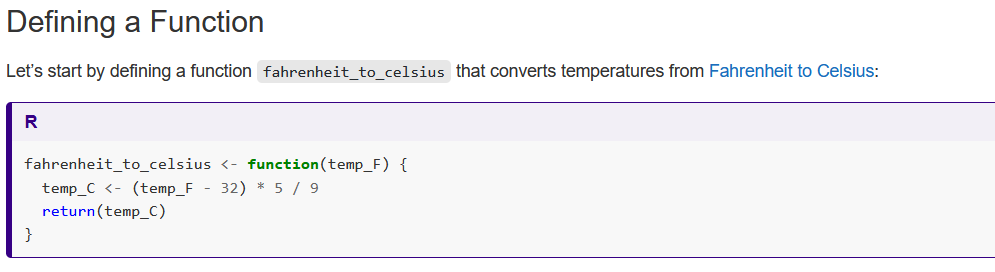 Defining a Function
Let’s start by defining a function fahrenheit_to_celsius that converts temperatures from Fahrenheit to Celsius:
R
fahrenheit_to_celsius <- function(temp_F) {
  temp_C <- (temp_F - 32) * 5 / 9
  return(temp_C)
}